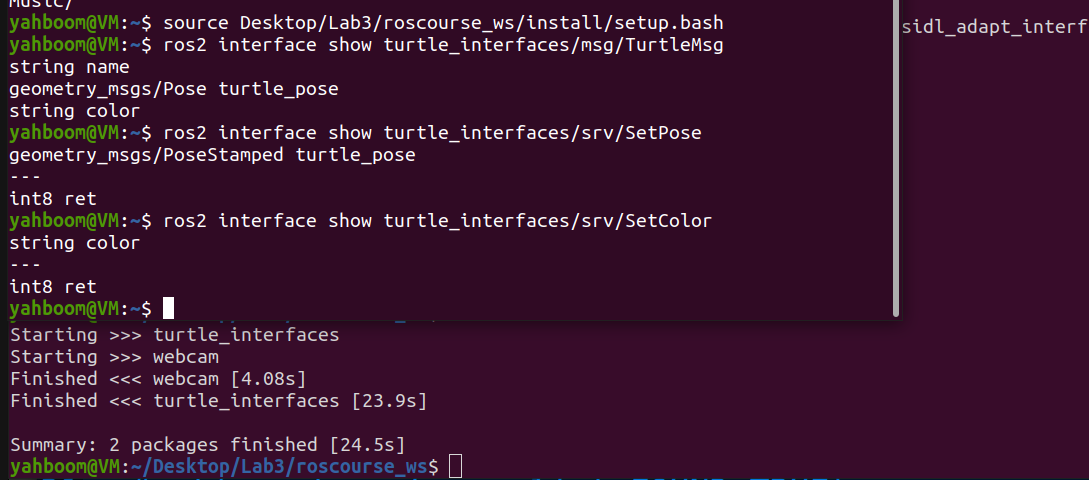 Music/
yahboom@VM:~$ source Desktop/Lab3/roscourse_ws/install/setup.bash
yahboom@VM:~$ ros2 interface show turtle_interfaces/msg/TurtleMsg
string name
geometry_msgs/Pose turtle_pose
string color
yahboom@VM:~$ ros2 interface show turtle_interfaces/srv/SetPose
geometry_msgs/PoseStamped turtle_pose
---
int8 ret
yahboom@VM:~$ ros2 interface show turtle_interfaces/srv/SetColor
string color
---
int8 ret
yahboom@VM:~$
sidl_adapt_interf
Starting >>> turtle_interfaces
Starting >>> webcam
Finished <<< webcam [4.08s]
Finished <<< turtle_interfaces [23.9s]
Summary: 2 packages finished [24.5s]
yahboom@VM:~/Desktop/Lab3/roscourse_ws$